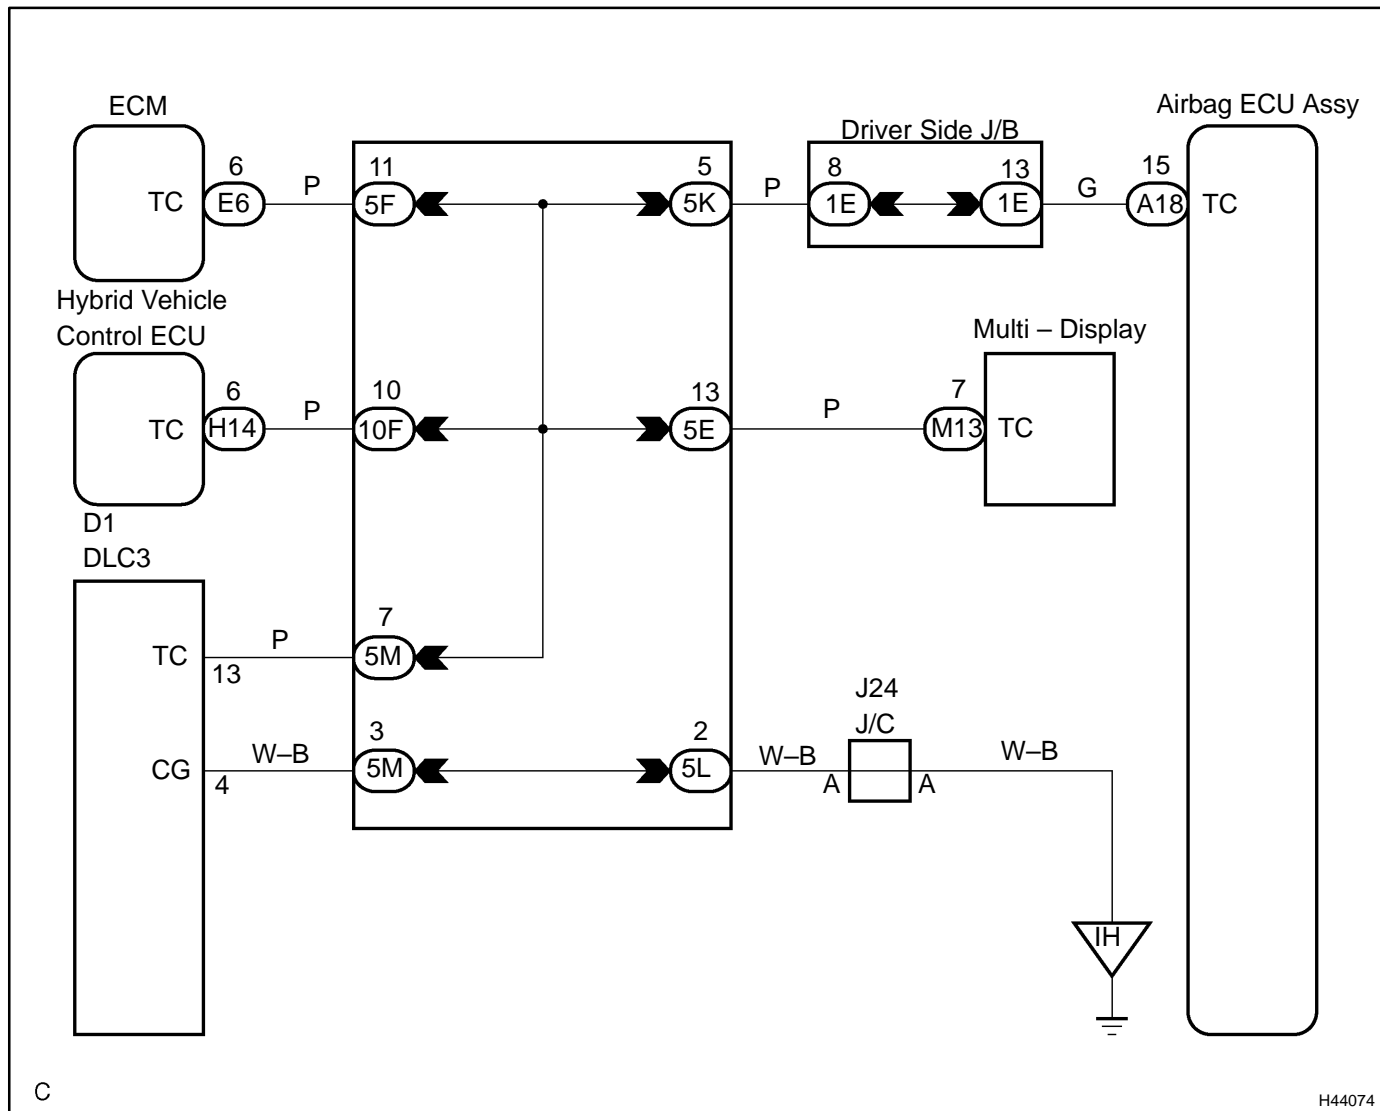 ECM
Airbag ECU Assy
Driver Side J/B
6
11
5
8
13
15
TC
E6
P
5F
5K
P
1E
1E
G
A18
TC
Hybrid Vehicle
Control ECU
Multi – Display
6
10
13
7
TC
H14
P
10F
5E
P
M13
TC
D1
DLC3
7
TC
13
P
5M
J24
J/C
3
2
CG
4
W–B
5M
5L
W–B
A
A
W–B
IH
C
H44074